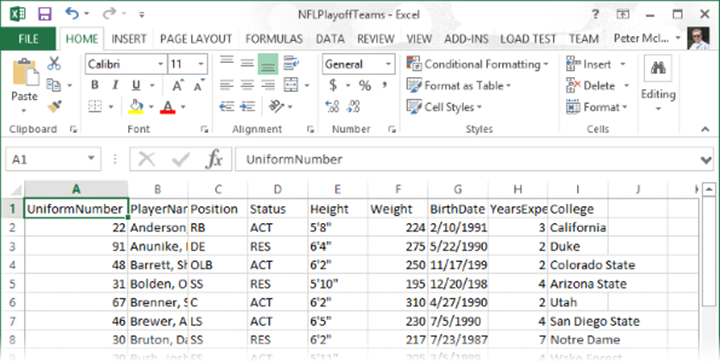 NFLPlayoffTeams - Excel
FILE HOME INSERT PAGE LAYOUT FORMULAS DATA REVIEW VIEW ADD-INS LOAD TEST TEAM Peter McI...
Calibri 11 General Conditional Formatting Insert
Paste B I U $ % , Format as Table Delete Editing
A A Cell Styles Format
Clipboard Font Alignment Number Styles Cells
A1 fx UniformNumber
A B C D E F G H I J
1 UniformNumber PlayerNar Position Status Height Weight BirthDate YearsExpe College
2 22 Anderson, RB ACT 5'8" 224 2/10/1991 3 California
3 91 Anunike, DE RES 6'4" 275 5/22/1990 2 Duke
4 48 Barrett, Sh OLB ACT 6'2" 250 11/17/199 2 Colorado State
5 31 Bolden, O SS RES 5'10" 195 12/20/198 4 Arizona State
6 67 Brenner, S C ACT 6'2" 310 4/27/1990 2 Utah
7 46 Brewer, A LS ACT 6'5" 230 7/5/1990 4 San Diego State
8 30 Bruton, Da SS RES 6'2" 217 7/23/1987 7 Notre Dame